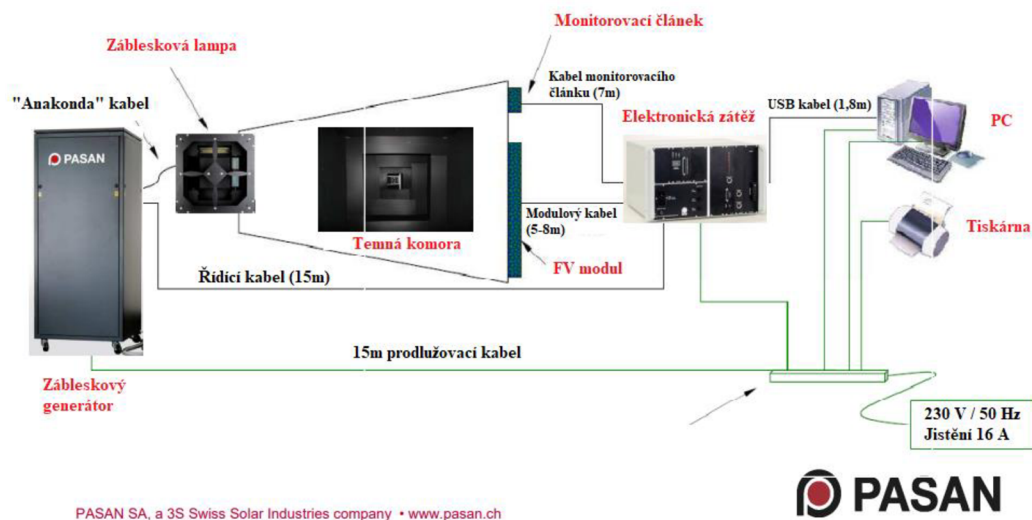 Monitorovací článek
Záblesková lampa
Kabel monitorovacího
článku (7m)
"Anakonda" kabel
Elektronická zátěž
USB kabel (1,8m)
PC
PASAN
Temná komora
Modulový kabel
(5-8m)
Tiskárna
FV modul
Řídící kabel (15m)
15m prodlužovací kabel
Zábleskový
generátor
230 V / 50 Hz
Jistění 16 A
PASAN
PASAN SA, a 3S Swiss Solar Industries company • www.pasan.ch